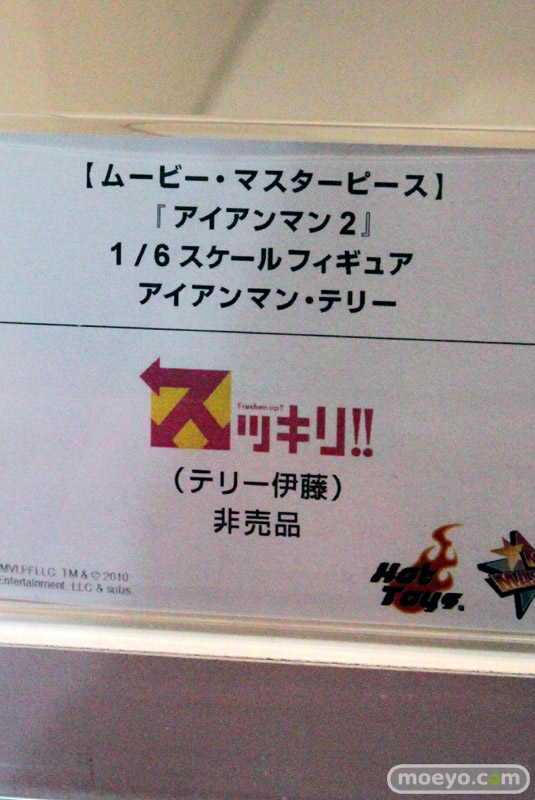 【ムービー・マスターピース】
『アイアンマン2』
1/6スケールフィギュア
アイアンマン・テリー
Freshen up!!
スッキリ!!
（テリー伊藤）
非売品
MVLFFLLC. TM & © 2010
Entertainment, LLC & subs.
Hot
Toys.
moeyo.com